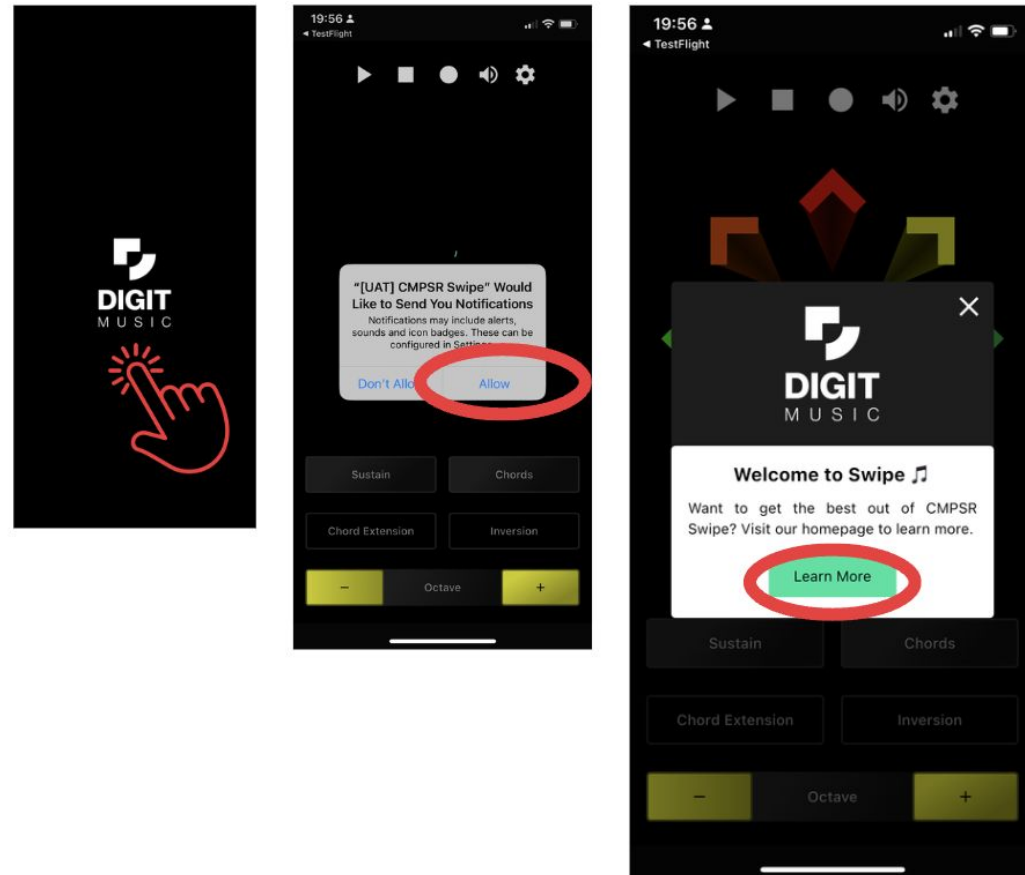 DIGIT
MUSIC
19:56
◄ TestFlight
"[UAT] CMPSR Swipe" Would
Like to Send You Notifications
Notifications may include alerts,
sounds and icon badges. These can be
configured in
Don't Allo
Allow
Sustain
Chords
Chord Extension
Inversion
−
Octave
+
19:56
◄ TestFlight
DIGIT
MUSIC
Welcome to Swipe 🎵
Want to get the best out of CMPSR
Swipe? Visit our homepage to learn more.
Learn More
Sustain
Chords
Chord Extension
Inversion
−
Octave
+